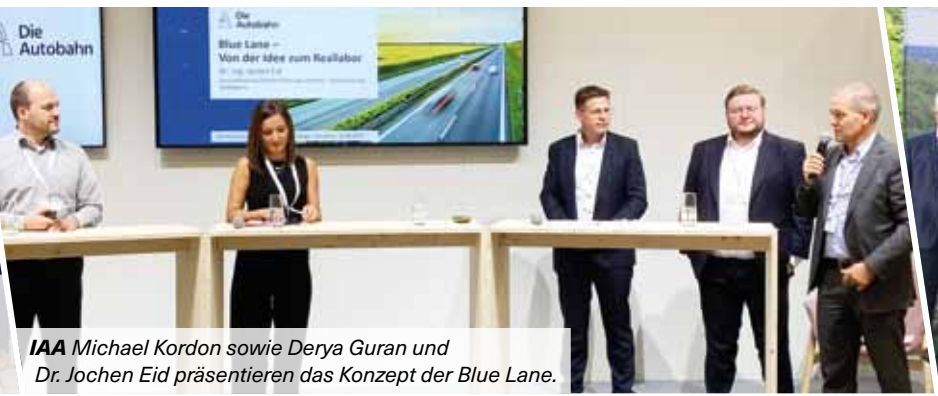 Die
Autobahn
Die
Autobahn
Blue Lane –
Von der Idee zum Reallabor
IAA Michael Kordon sowie Derya Guran und
Dr. Jochen Eid präsentieren das Konzept der Blue Lane.